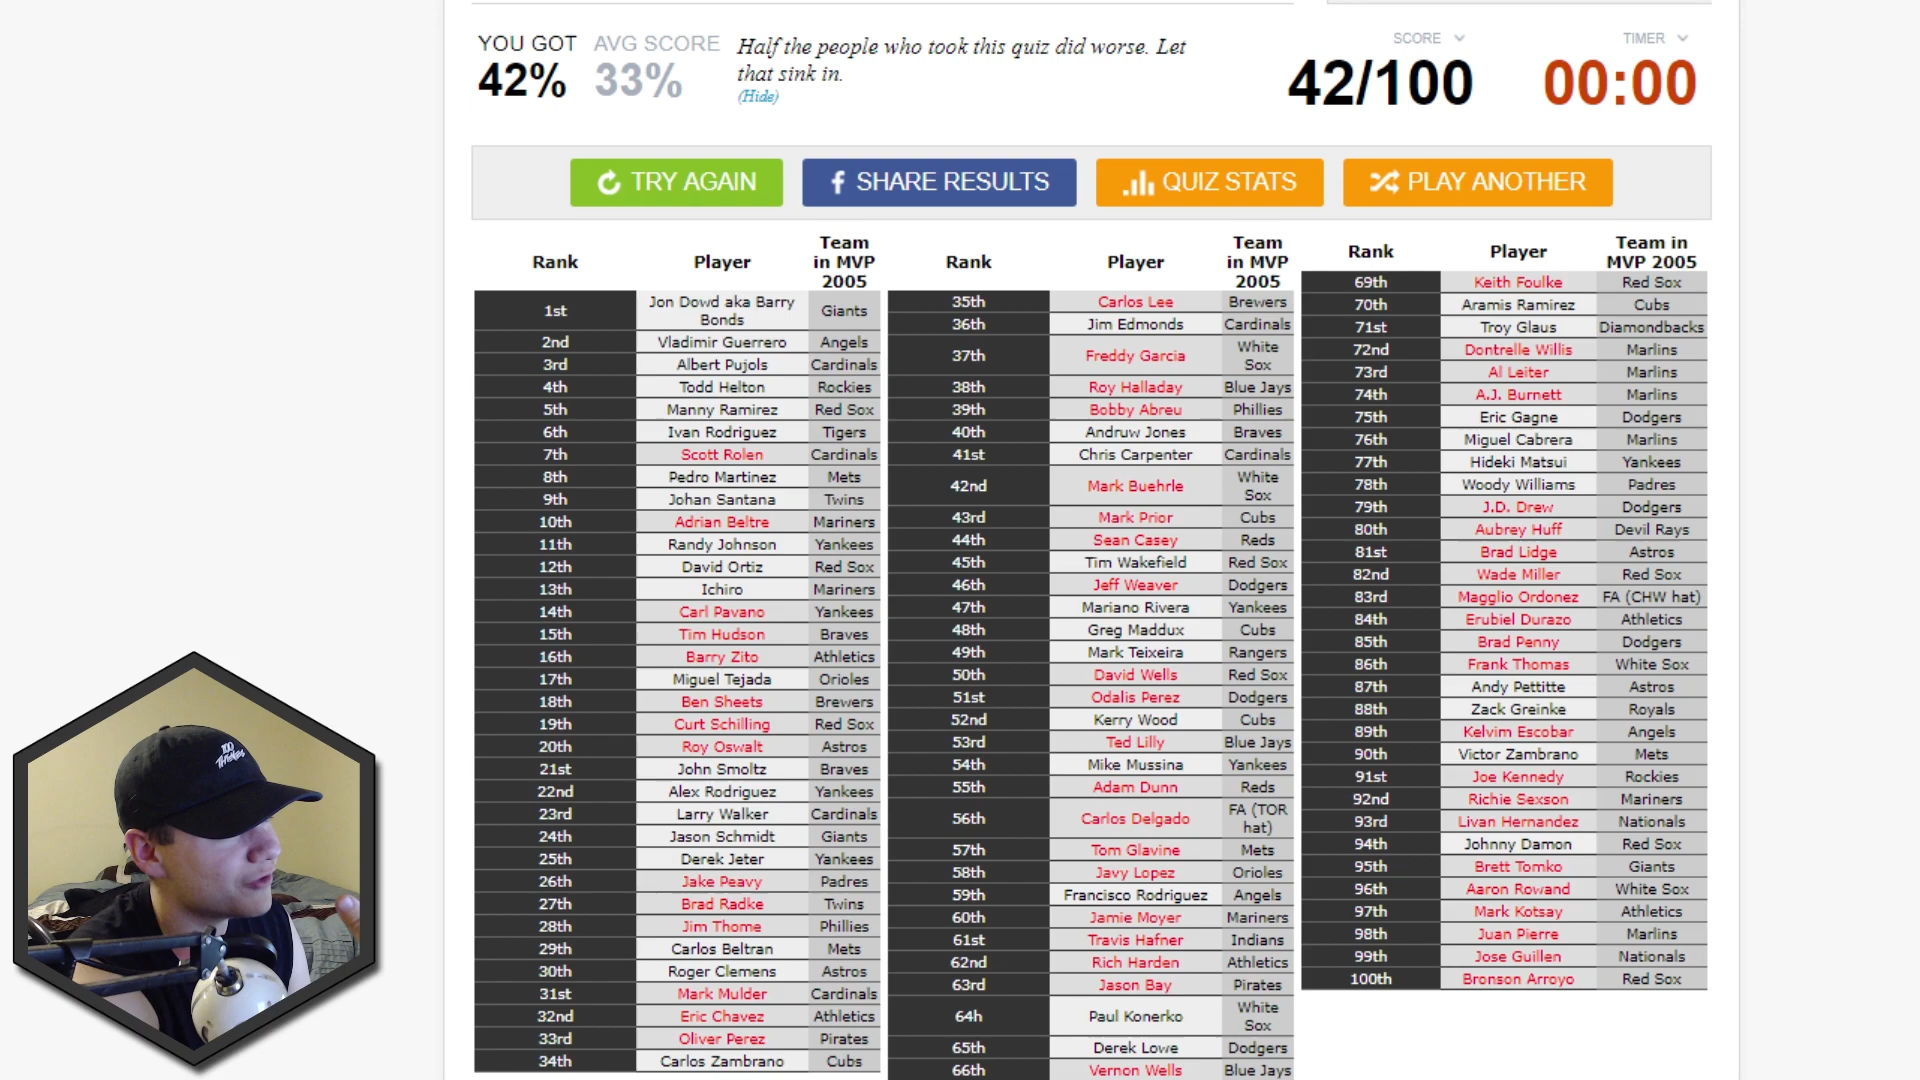 YOU GOT
42%
AVG SCORE
33%
Half the people who took this quiz did worse. Let
that sink in.
(Hide)
SCORE
42/100
TIMER
00:00
TRY AGAIN
SHARE RESULTS
QUIZ STATS
PLAY ANOTHER
Rank Player Team in MVP 2005
1st Jon Dowd aka Barry Bonds Giants
2nd Vladimir Guerrero Angels
3rd Albert Pujols Cardinals
4th Todd Helton Rockies
5th Manny Ramirez Red Sox
6th Ivan Rodriguez Tigers
7th Scott Rolen Cardinals
8th Pedro Martinez Mets
9th Johan Santana Twins
10th Adrian Beltre Mariners
11th Randy Johnson Yankees
12th David Ortiz Red Sox
13th Ichiro Mariners
14th Carl Pavano Yankees
15th Tim Hudson Braves
16th Barry Zito Athletics
17th Miguel Tejada Orioles
18th Ben Sheets Brewers
19th Curt Schilling Red Sox
20th Roy Oswalt Astros
21st John Smoltz Braves
22nd Alex Rodriguez Yankees
23rd Larry Walker Cardinals
24th Jason Schmidt Giants
25th Derek Jeter Yankees
26th Jake Peavy Padres
27th Brad Radke Twins
28th Jim Thome Phillies
29th Carlos Beltran Mets
30th Roger Clemens Astros
31st Mark Mulder Cardinals
32nd Eric Chavez Athletics
33rd Oliver Perez Pirates
34th Carlos Zambrano Cubs
Rank Player Team in MVP 2005
35th Carlos Lee Brewers
36th Jim Edmonds Cardinals
37th Freddy Garcia White Sox
38th Roy Halladay Blue Jays
39th Bobby Abreu Phillies
40th Andruw Jones Braves
41st Chris Carpenter Cardinals
42nd Mark Buehrle White Sox
43rd Mark Prior Cubs
44th Sean Casey Reds
45th Tim Wakefield Red Sox
46th Jeff Weaver Dodgers
47th Mariano Rivera Yankees
48th Greg Maddux Cubs
49th Mark Teixeira Rangers
50th David Wells Red Sox
51st Odalis Perez Dodgers
52nd Kerry Wood Cubs
53rd Ted Lilly Blue Jays
54th Mike Mussina Yankees
55th Adam Dunn Reds
56th Carlos Delgado FA (TOR hat)
57th Tom Glavine Mets
58th Javy Lopez Orioles
59th Francisco Rodriguez Angels
60th Jamie Moyer Mariners
61st Travis Hafner Indians
62nd Rich Harden Athletics
63rd Jason Bay Pirates
64h Paul Konerko White Sox
65th Derek Lowe Dodgers
66th Vernon Wells Blue Jays
Rank Player Team in MVP 2005
69th Keith Foulke Red Sox
70th Aramis Ramirez Cubs
71st Troy Glaus Diamondbacks
72nd Dontrelle Willis Marlins
73rd Al Leiter Marlins
74th A.J. Burnett Marlins
75th Eric Gagne Dodgers
76th Miguel Cabrera Marlins
77th Hideki Matsui Yankees
78th Woody Williams Padres
79th J.D. Drew Dodgers
80th Aubrey Huff Devil Rays
81st Brad Lidge Astros
82nd Wade Miller Red Sox
83rd Magglio Ordonez FA (CHW hat)
84th Erubiel Durazo Athletics
85th Brad Penny Dodgers
86th Frank Thomas White Sox
87th Andy Pettitte Astros
88th Zack Greinke Royals
89th Kelvim Escobar Angels
90th Victor Zambrano Mets
91st Joe Kennedy Rockies
92nd Richie Sexson Mariners
93rd Livan Hernandez Nationals
94th Johnny Damon Red Sox
95th Brett Tomko Giants
96th Aaron Rowand White Sox
97th Mark Kotsay Athletics
98th Juan Pierre Marlins
99th Jose Guillen Nationals
100th Bronson Arroyo Red Sox
100
Thieves